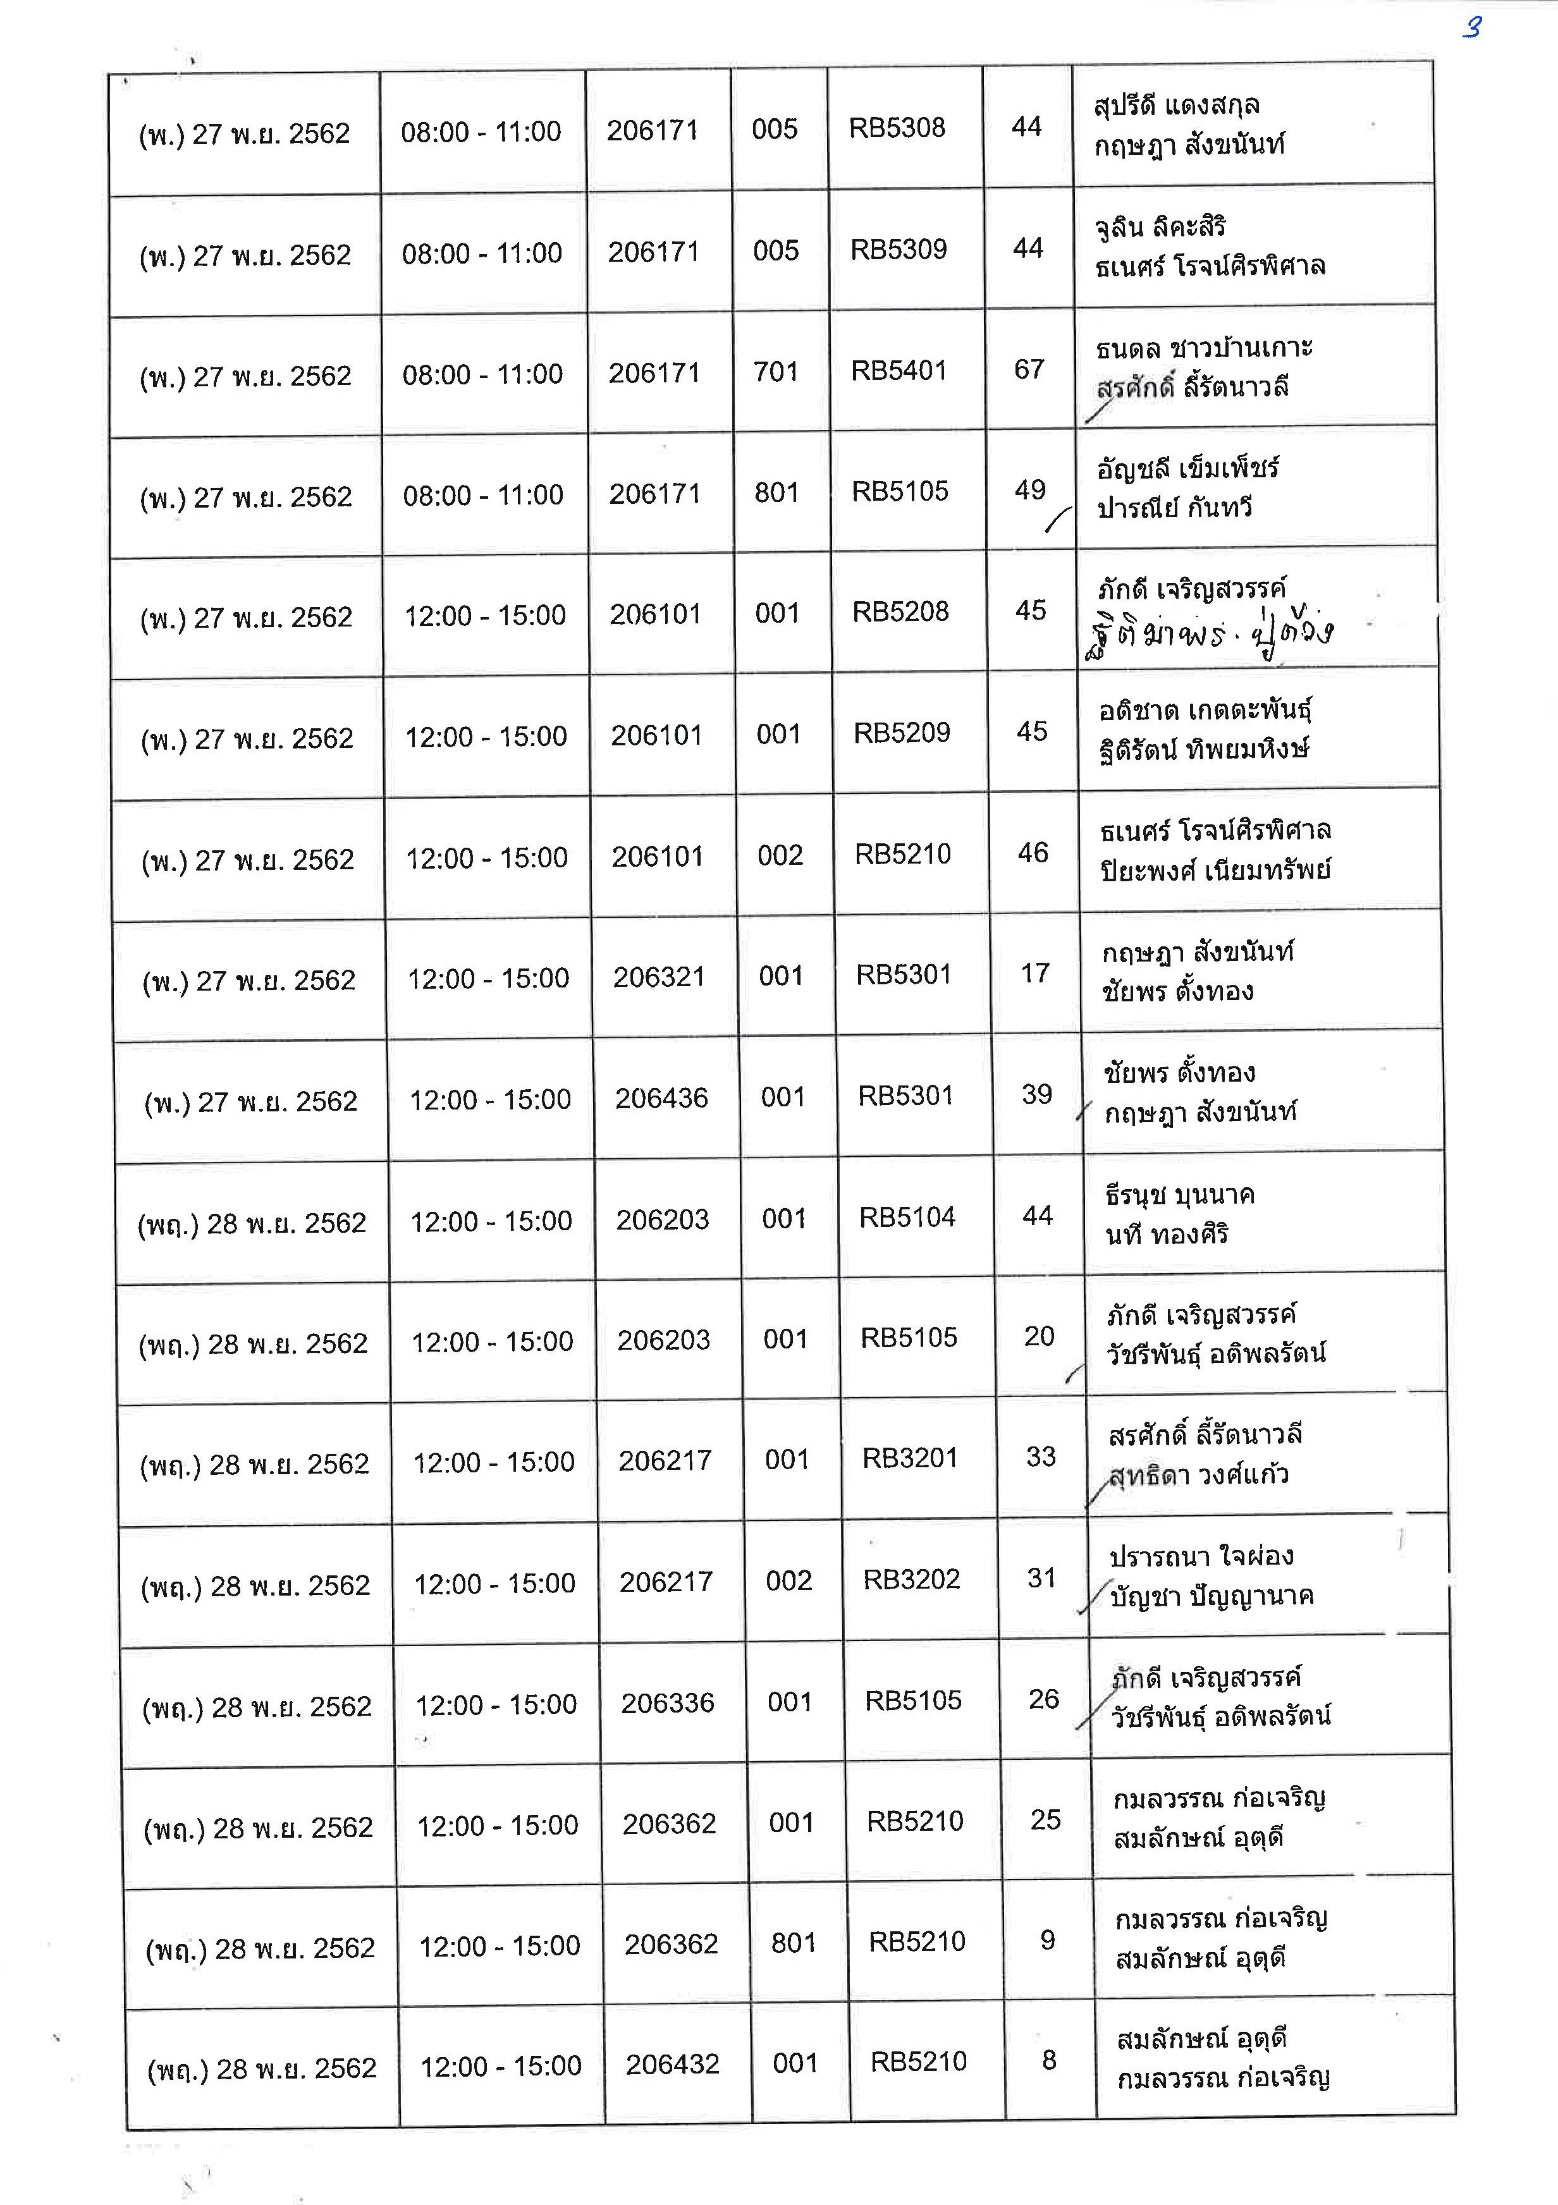 3
(พ.) 27 พ.ย. 2562 08:00 - 11:00 206171 005 RB5308 44 สุปรีดี แดงสกุล
กฤษฎา สังขนันท์
(พ.) 27 พ.ย. 2562 08:00 - 11:00 206171 005 RB5309 44 จูลิน ลิคะสิริ
ธเนศร์ โรจน์ศิรพิศาล
(พ.) 27 พ.ย. 2562 08:00 - 11:00 206171 701 RB5401 67 ธนดล ชาวบ้านเกาะ
สรศักดิ์ ลี้รัตนาวลี
(พ.) 27 พ.ย. 2562 08:00 - 11:00 206171 801 RB5105 49 อัญชลี เข็มเพ็ชร์
ปารณีย์ กันทวี
(พ.) 27 พ.ย. 2562 12:00 - 15:00 206101 001 RB5208 45 ภักดี เจริญสวรรค์
ฐิติมาพร
(พ.) 27 พ.ย. 2562 12:00 - 15:00 206101 001 RB5209 45 อติชาต เกตตะพันธุ์
ฐิติรัตน์ ทิพยมหิงษ์
(พ.) 27 พ.ย. 2562 12:00 - 15:00 206101 002 RB5210 46 ธเนศร์ โรจน์ศิรพิศาล
ปิยะพงศ์ เนียมทรัพย์
(พ.) 27 พ.ย. 2562 12:00 - 15:00 206321 001 RB5301 17 กฤษฎา สังขนันท์
ชัยพร ตั้งทอง
(พ.) 27 พ.ย. 2562 12:00 - 15:00 206436 001 RB5301 39 ชัยพร ตั้งทอง
กฤษฎา สังขนันท์
(พฤ.) 28 พ.ย. 2562 12:00 - 15:00 206203 001 RB5104 44 ธีรนุช บุนนาค
นที ทองศิริ
(พฤ.) 28 พ.ย. 2562 12:00 - 15:00 206203 001 RB5105 20 ภักดี เจริญสวรรค์
วัชรีพันธุ์ อติพลรัตน์
(พฤ.) 28 พ.ย. 2562 12:00 - 15:00 206217 001 RB3201 33 สรศักดิ์ ลี้รัตนาวลี
สุทธิดา วงศ์แก้ว
(พฤ.) 28 พ.ย. 2562 12:00 - 15:00 206217 002 RB3202 31 ปรารถนา ใจผ่อง
บัญชา ปัญญานาค
(พฤ.) 28 พ.ย. 2562 12:00 - 15:00 206336 001 RB5105 26 ภักดี เจริญสวรรค์
วัชรีพันธุ์ อติพลรัตน์
(พฤ.) 28 พ.ย. 2562 12:00 - 15:00 206362 001 RB5210 25 กมลวรรณ ก่อเจริญ
สมลักษณ์ อุตุดี
(พฤ.) 28 พ.ย. 2562 12:00 - 15:00 206362 801 RB5210 9 กมลวรรณ ก่อเจริญ
สมลักษณ์ อุตุดี
(พฤ.) 28 พ.ย. 2562 12:00 - 15:00 206432 001 RB5210 8 สมลักษณ์ อุตุดี
กมลวรรณ ก่อเจริญ